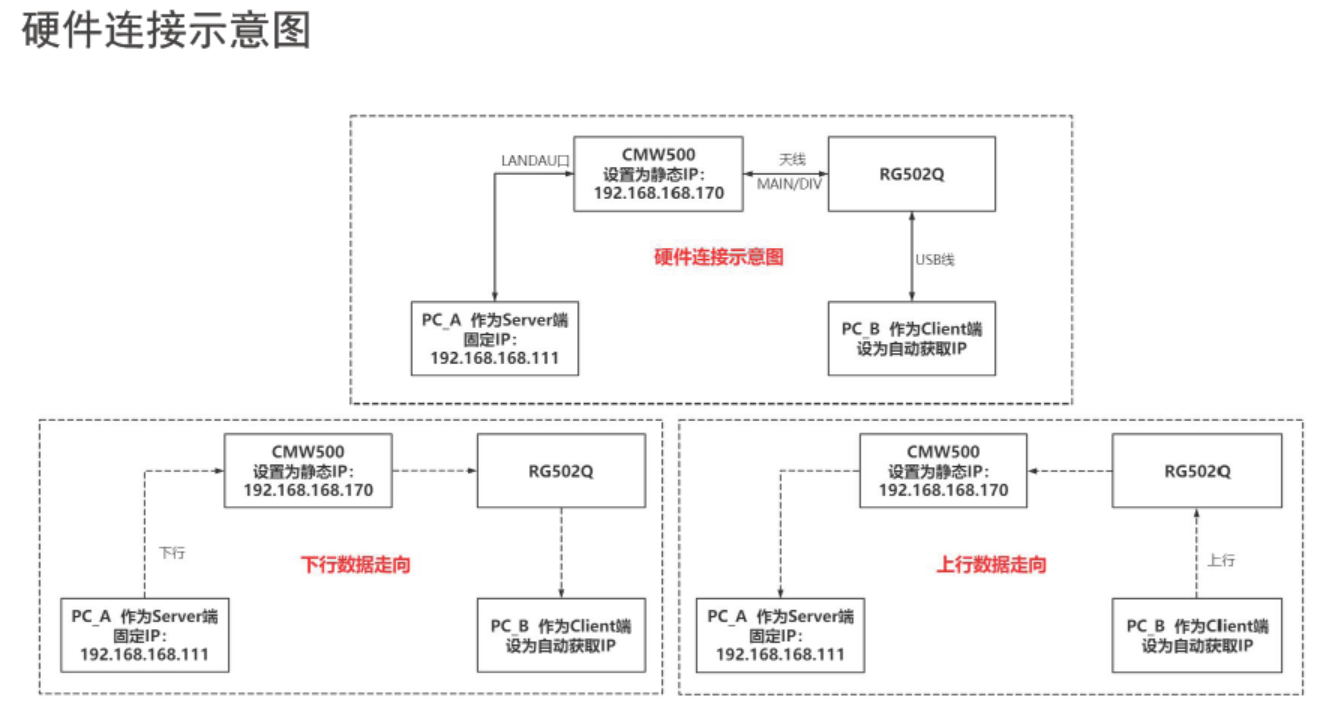 硬件连接示意图
LANDAU口
CMW500
设置为静态IP：
192.168.168.170
天线
MAIN/DIV
RG502Q
硬件连接示意图
USB线
PC_A 作为Server端
固定IP：
192.168.168.111
PC_B 作为Client端
设为自动获取IP
CMW500
设置为静态IP：
192.168.168.170
RG502Q
下行
下行数据走向
PC_A 作为Server端
固定IP：
192.168.168.111
PC_B 作为Client端
设为自动获取IP
CMW500
设置为静态IP：
192.168.168.170
RG502Q
上行数据走向
上行
PC_A 作为Server端
固定IP：
192.168.168.111
PC_B 作为Client端
设为自动获取IP